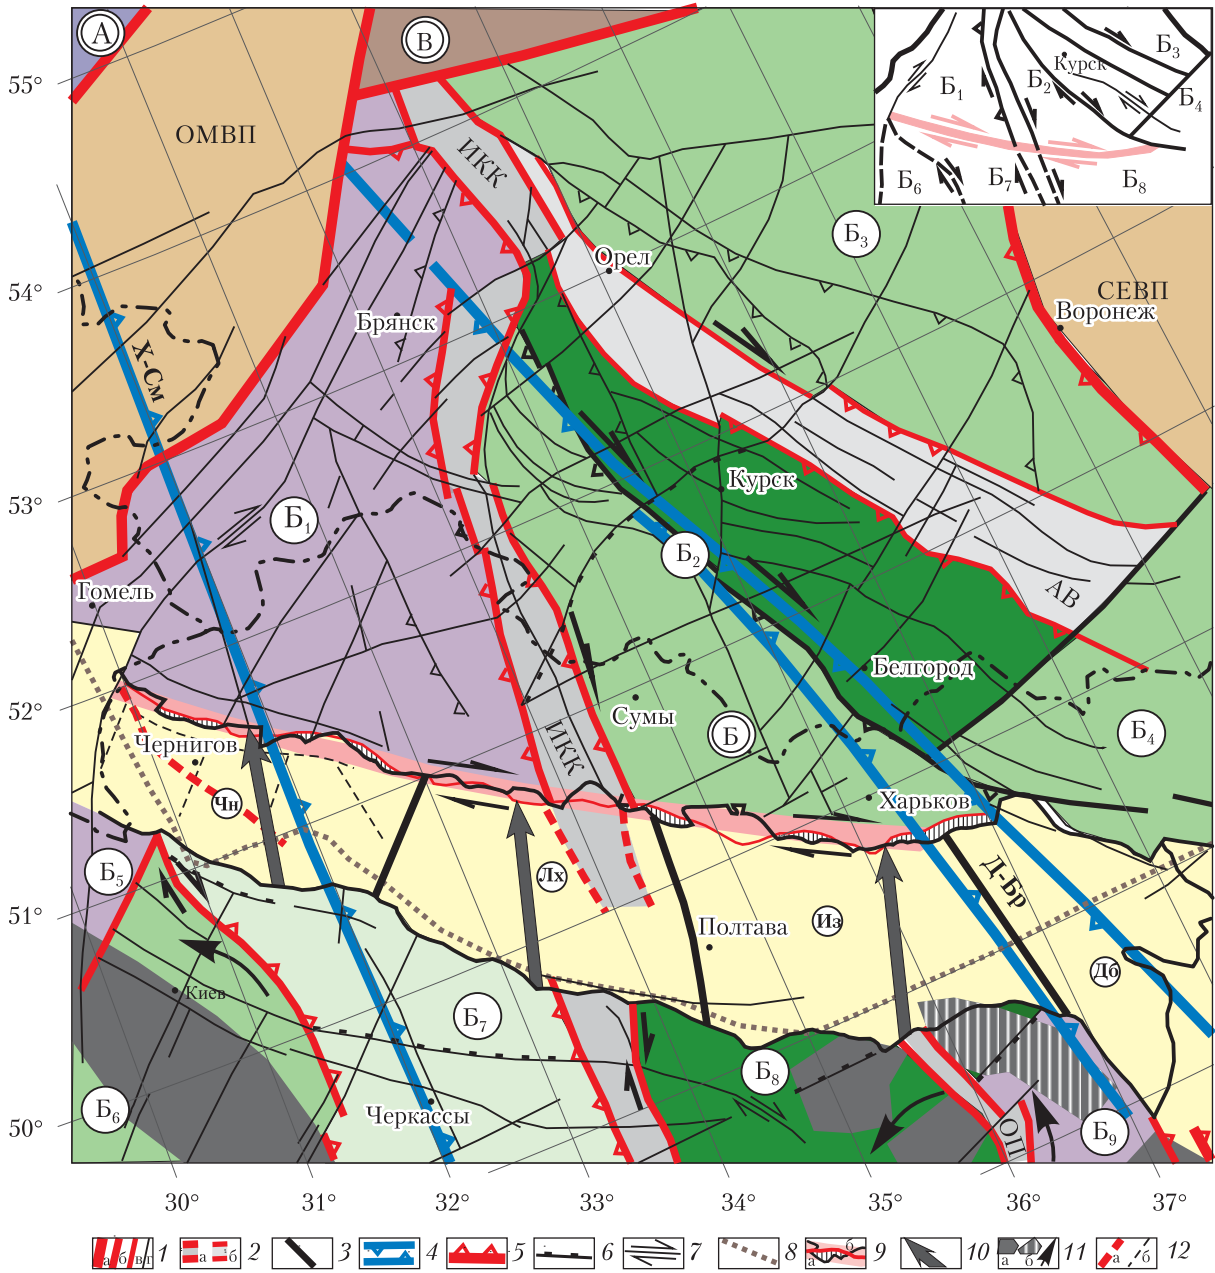 А
В
55°
ОМВП
ИКК
Б₃
Орел
СЕВП
Воронеж
54°
Брянск
Х-См
53°
Курск
Б₁
Б₂
АВ
Гомель
Белгород
52°
Сумы
Б
Б₄
Чернигов
ИКК
Харьков
Чн
Лх
Б₅
Д-Бр
51°
Из
Полтава
Дб
Киев
Б₇
Б₈
Б₆
Черкассы
Б₉
ОП
50°
30° 31° 32° 33° 34° 35° 36° 37°
Б₃
Курск
Б₁
Б₂
Б₄
Б₆
Б₇
Б₈
а б в г 1 а б 2 3 4 5 6 7 8 а б 9 10 а б 11 а б 12